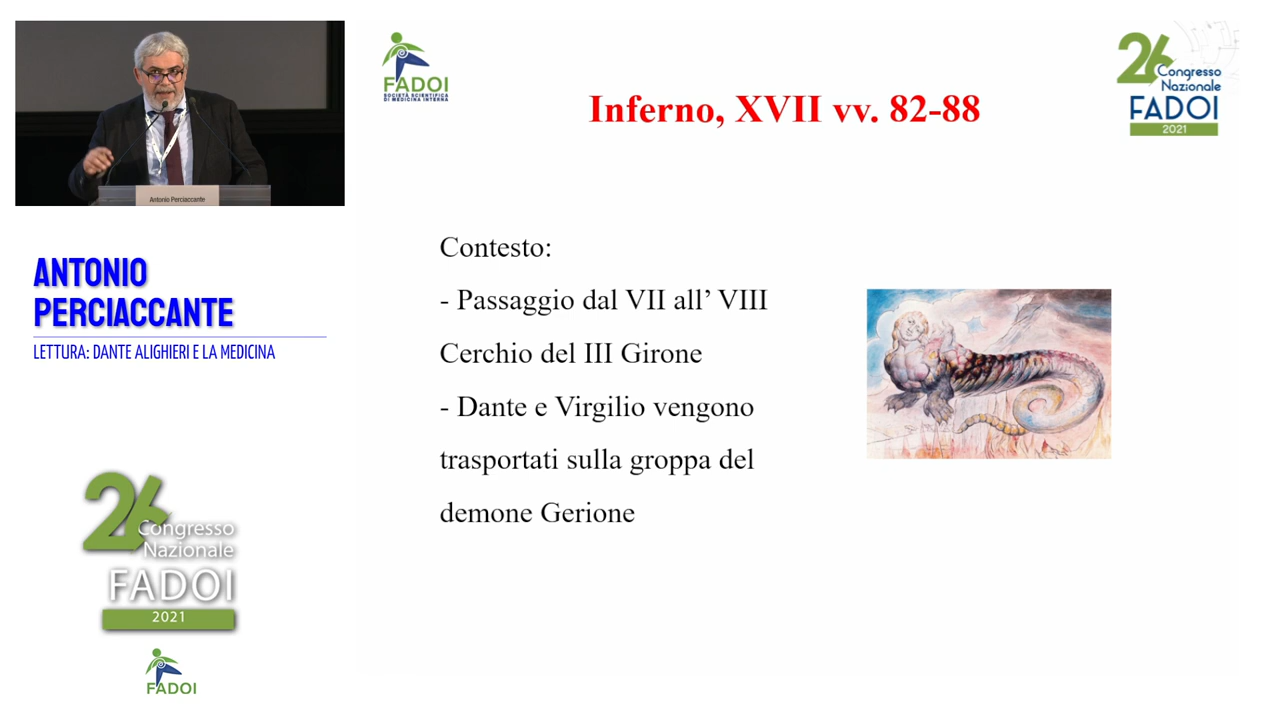 Antonio Perciaccante
ANTONIO
PERCIACCANTE
LETTURA: DANTE ALIGHIERI E LA MEDICINA
26
Congresso
Nazionale
FADOI
2021
FADOI
FADOI
SOCIETÀ SCIENTIFICA
DI MEDICINA INTERNA
Inferno, XVII vv. 82-88
26
Congresso
Nazionale
FADOI
2021
Contesto:
- Passaggio dal VII all’ VIII
Cerchio del III Girone
- Dante e Virgilio vengono
trasportati sulla groppa del
demone Gerione